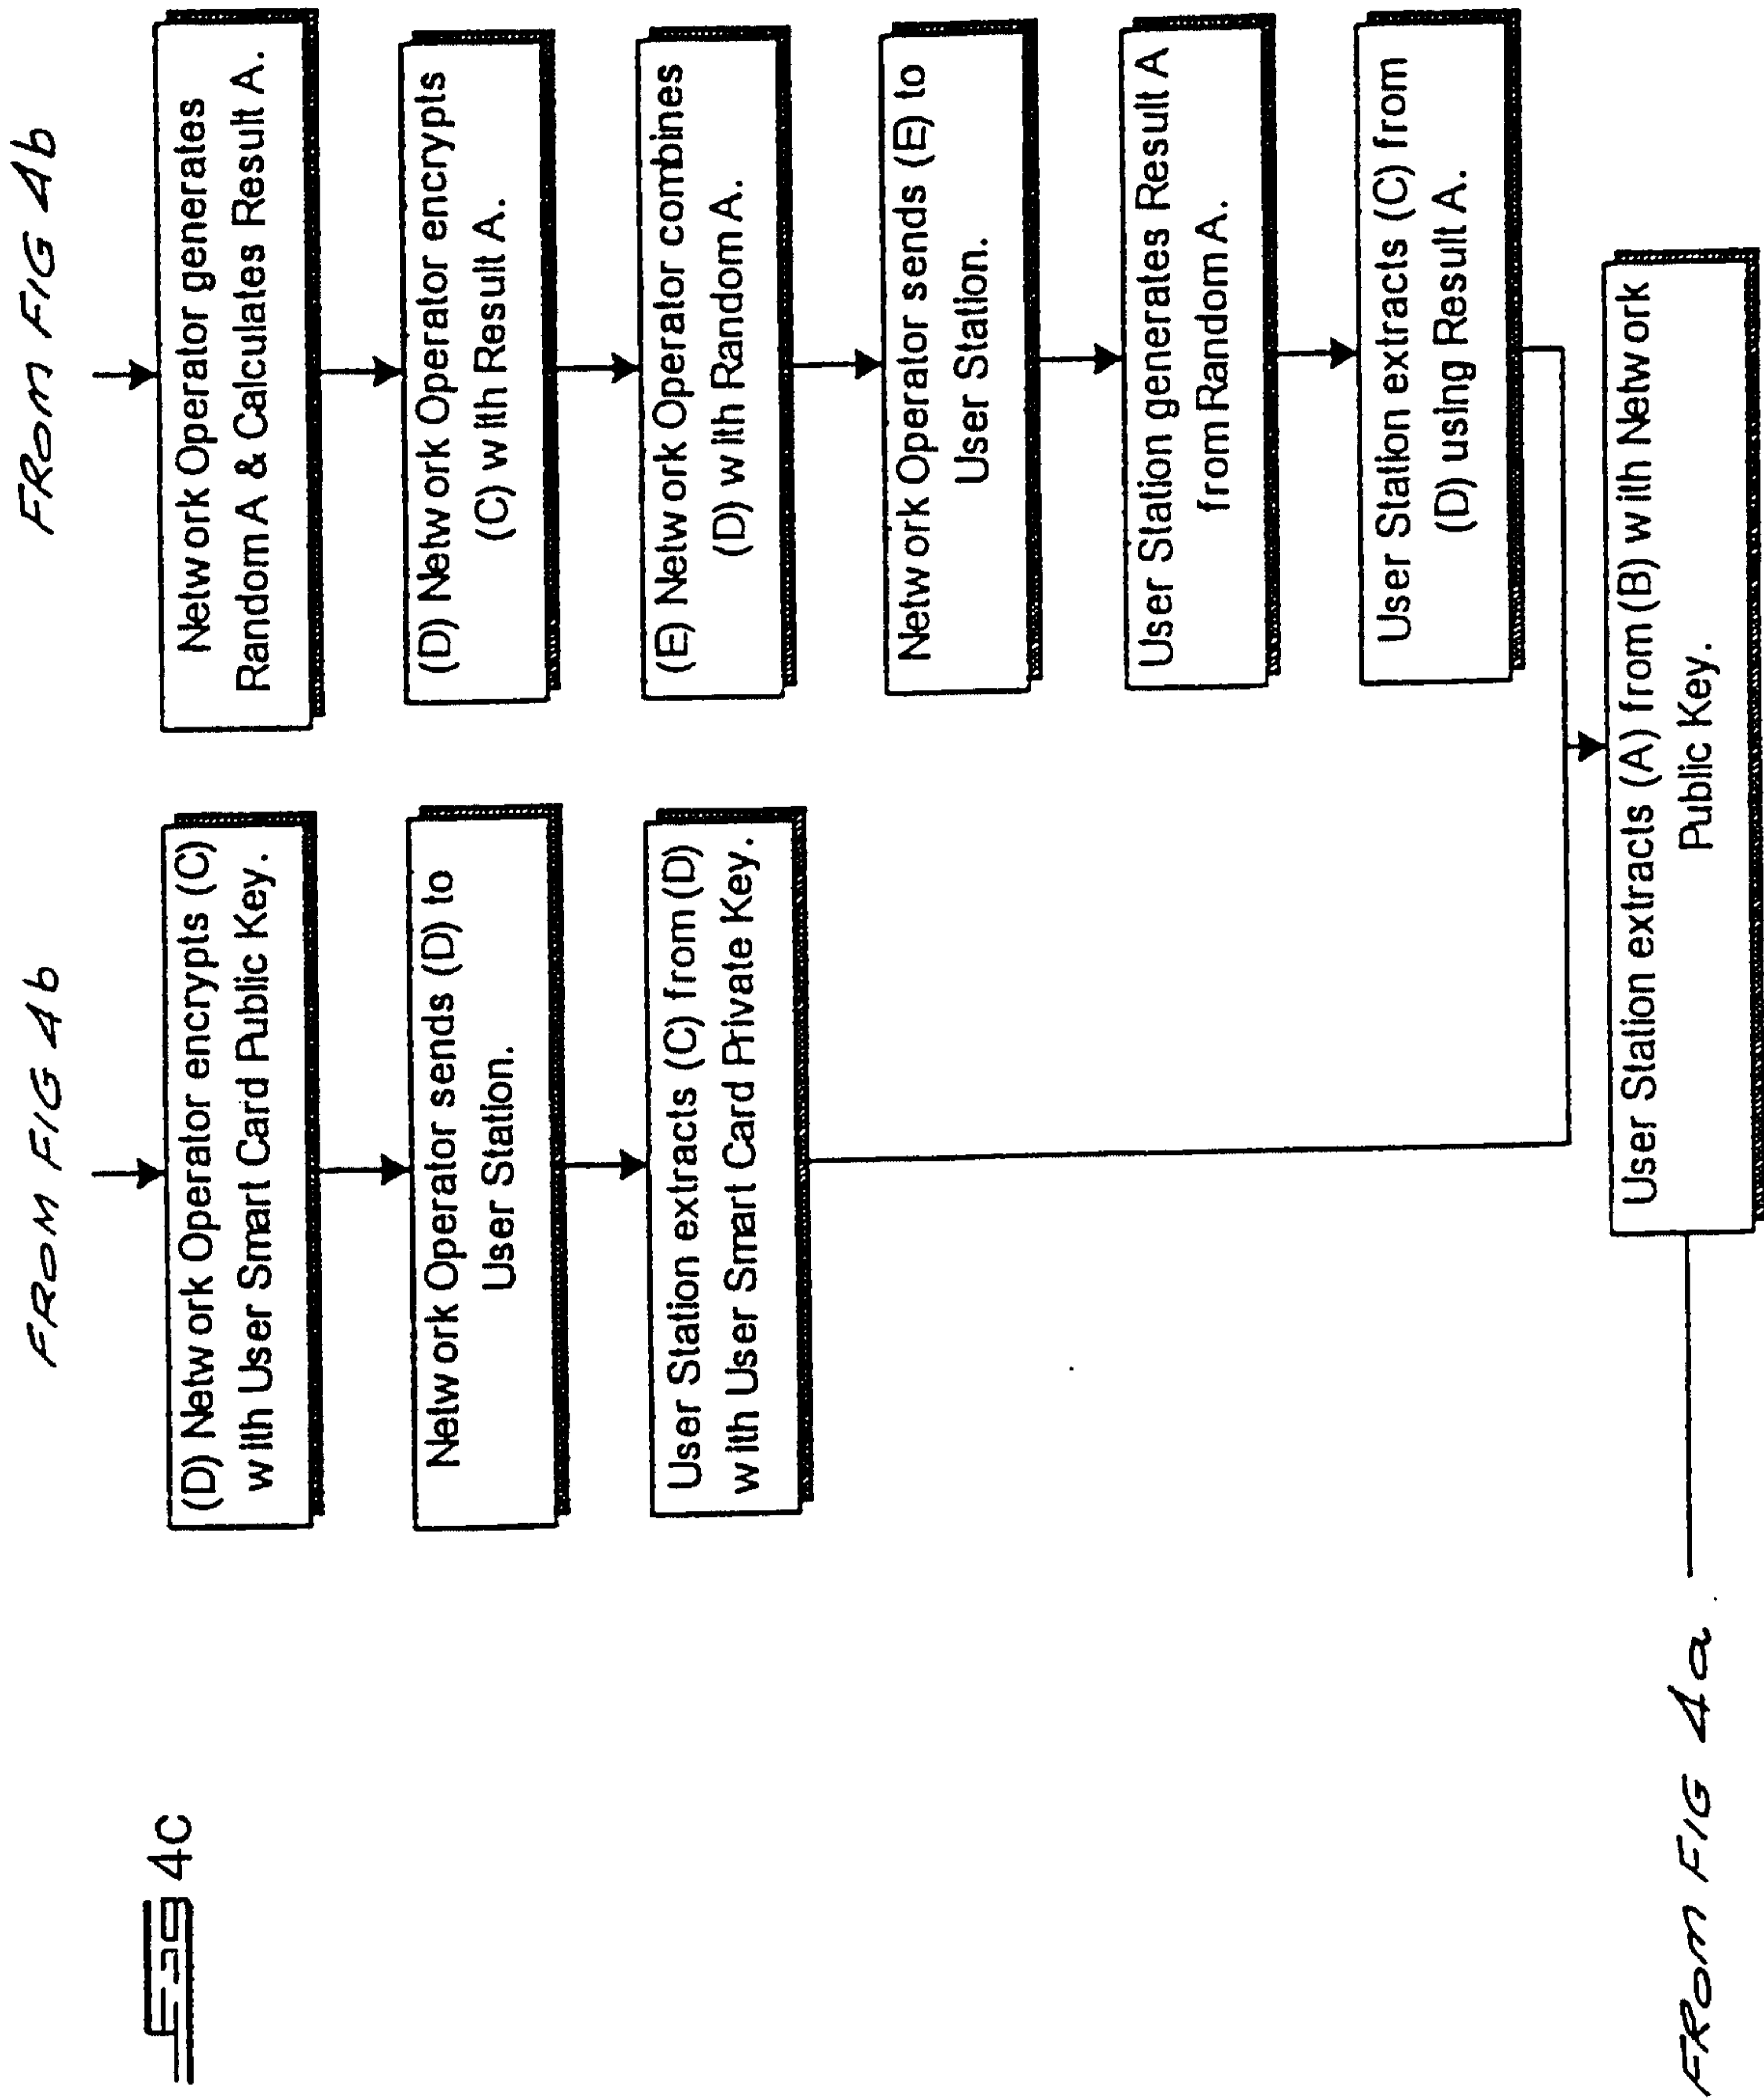 Fig 4C
FROM FIG 4b
(D) Network Operator encrypts (C)
with User Smart Card Public Key.
Network Operator sends (D) to
User Station.
User Station extracts (C) from (D)
with User Smart Card Private Key.
FROM FIG 4b
Network Operator generates
Random A & Calculates Result A.
(D) Network Operator encrypts
(C) with Result A.
(E) Network Operator combines
(D) with Random A.
Network Operator sends (E) to
User Station.
User Station generates Result A
from Random A.
User Station extracts (C) from
(D) using Result A.
FROM FIG 4a
User Station extracts (A) from (B) with Network
Public Key.